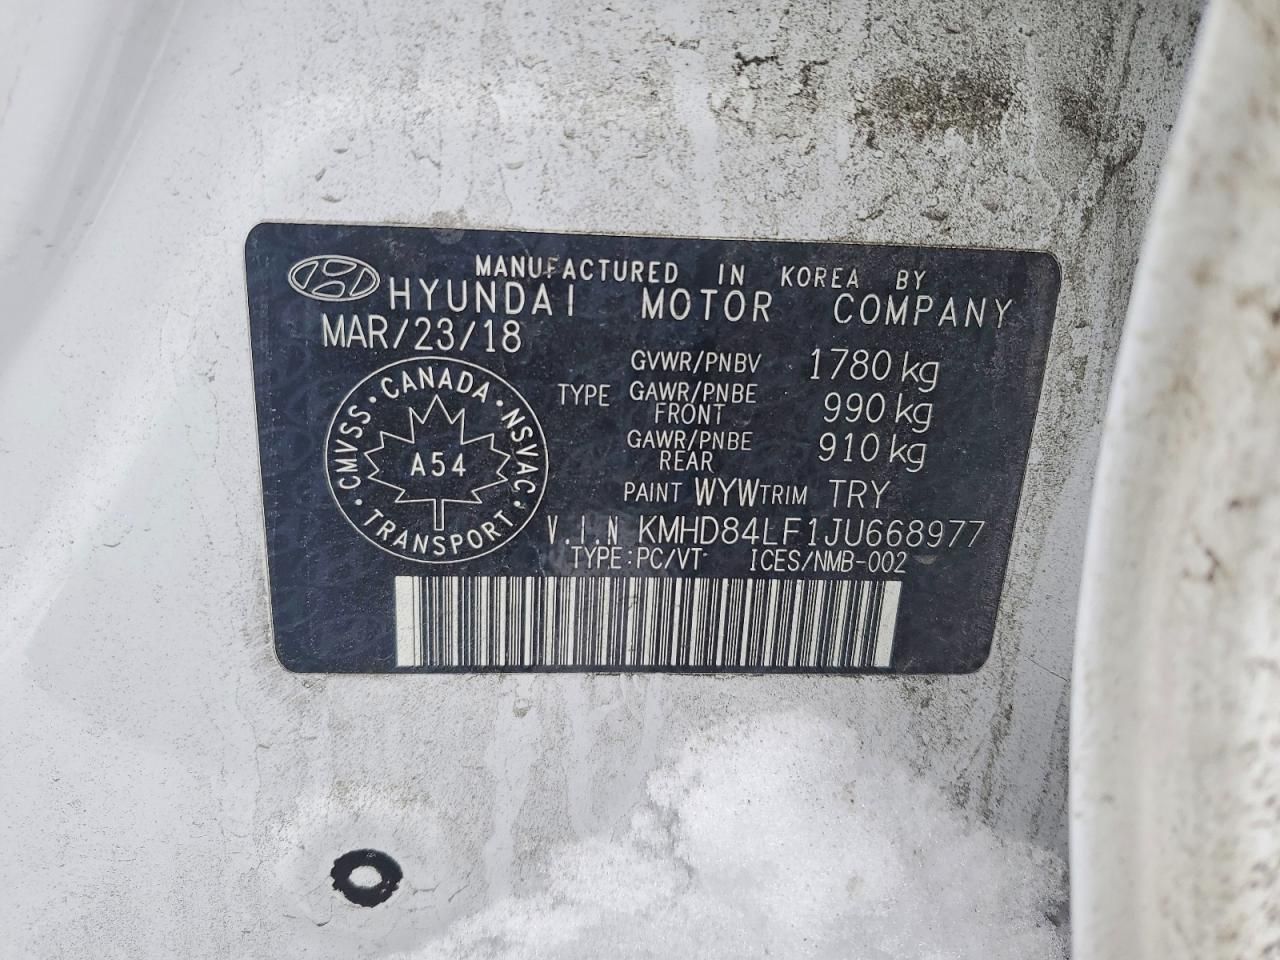 MANUFACTURED IN KOREA BY
HYUNDAI MOTOR COMPANY
MAR/23/18
GVWR/PNBV 1780 kg
TYPE GAWR/PNBE FRONT 990 kg
GAWR/PNBE REAR 910 kg
PAINT WYW TRIM TRY
V.I.N KMHD84LF1JU668977
TYPE:PC/VT ICES/NMB-002
CMVSS · CANADA · NSVAC · TRANSPORT ·
A54